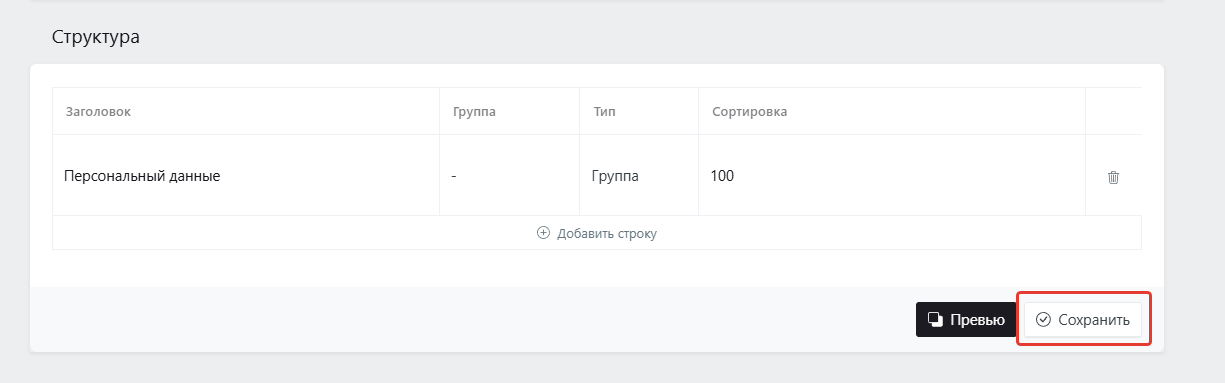 Структура
Заголовок Группа Тип Сортировка
Персональный данные - Группа 100
Добавить строку
Превью Сохранить